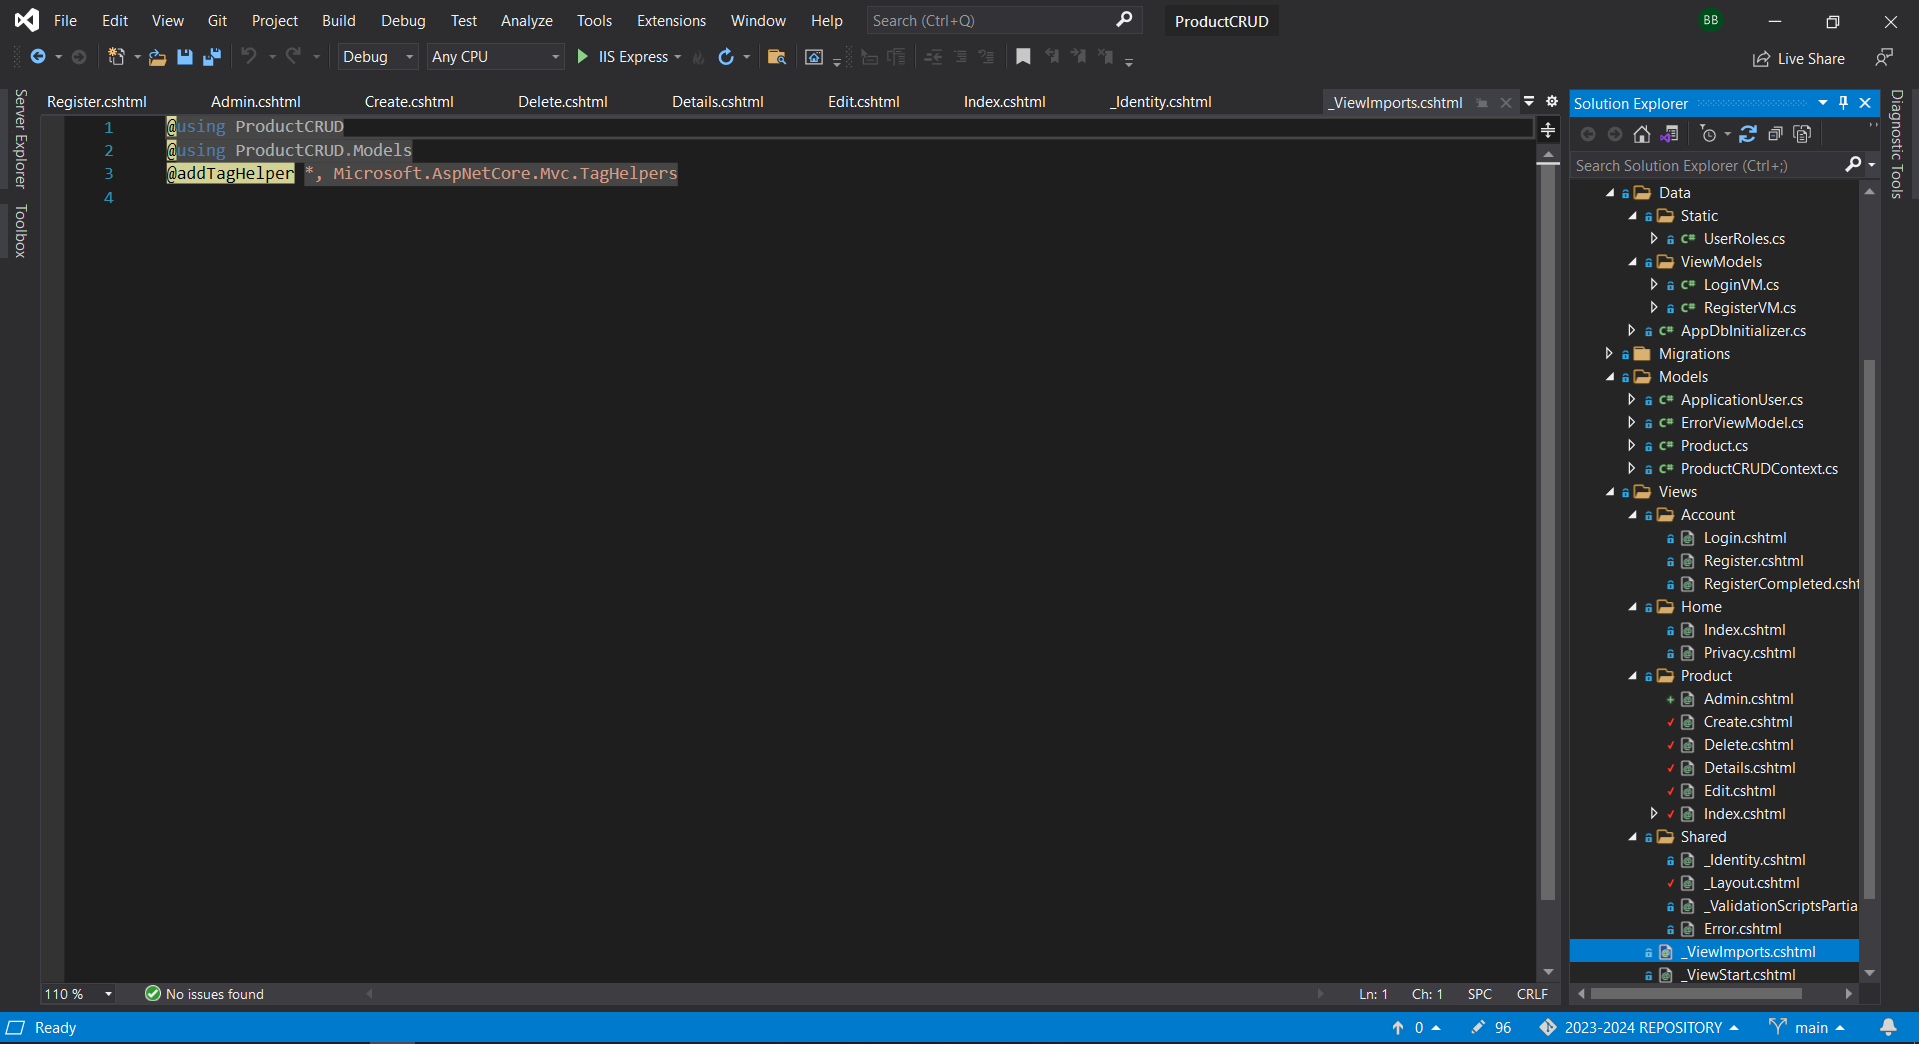 File Edit View Git Project Build Debug Test Analyze Tools Extensions Window Help Search (Ctrl+Q) ProductCRUD BB
Debug Any CPU IIS Express Live Share
Server Explorer
Toolbox
Register.cshtml Admin.cshtml Create.cshtml Delete.cshtml Details.cshtml Edit.cshtml Index.cshtml _Identity.cshtml _ViewImports.cshtml
1 @using ProductCRUD
2 @using ProductCRUD.Models
3 @addTagHelper *, Microsoft.AspNetCore.Mvc.TagHelpers
4
110 % No issues found Ln: 1 Ch: 1 SPC CRLF
Solution Explorer
Search Solution Explorer (Ctrl+;)
Data
Static
C# UserRoles.cs
ViewModels
C# LoginVM.cs
C# RegisterVM.cs
C# AppDbInitializer.cs
Migrations
Models
C# ApplicationUser.cs
C# ErrorViewModel.cs
C# Product.cs
C# ProductCRUDContext.cs
Views
Account
Login.cshtml
Register.cshtml
RegisterCompleted.csht
Home
Index.cshtml
Privacy.cshtml
Product
Admin.cshtml
Create.cshtml
Delete.cshtml
Details.cshtml
Edit.cshtml
Index.cshtml
Shared
_Identity.cshtml
_Layout.cshtml
_ValidationScriptsPartia
Error.cshtml
_ViewImports.cshtml
_ViewStart.cshtml
Diagnostic Tools
Ready 0 96 2023-2024 REPOSITORY main